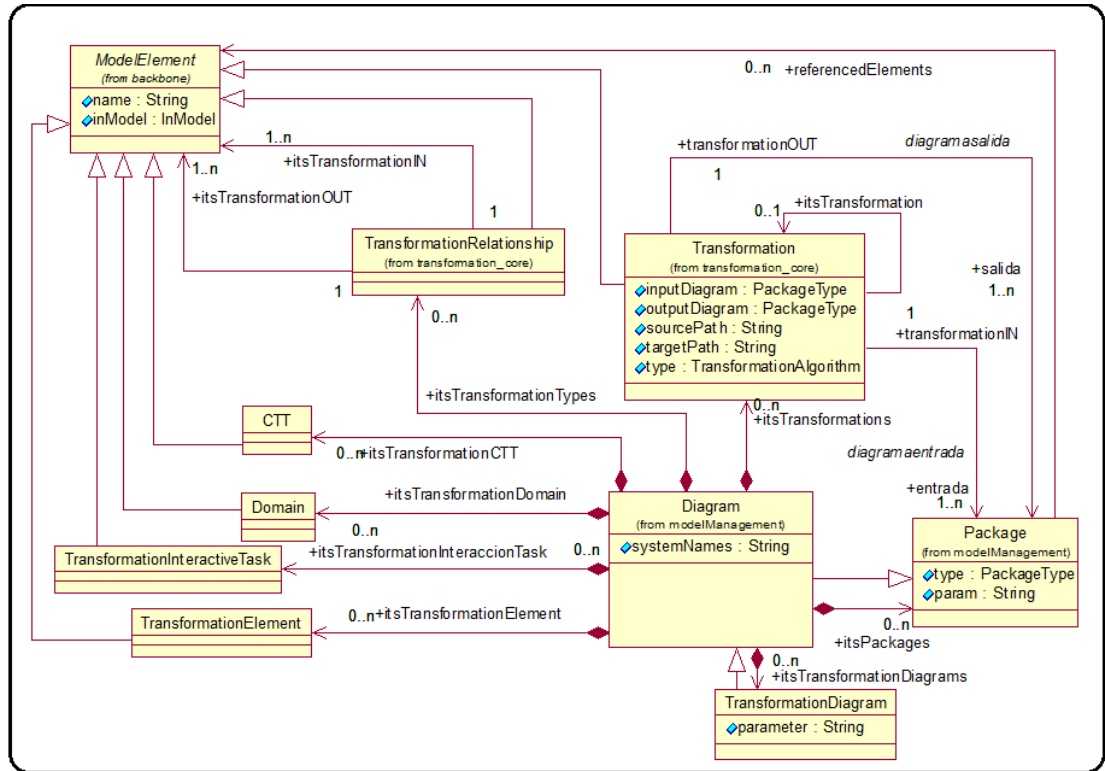 ModelElement
(from backbone)
name : String
inModel : InModel
0..n
+referencedElements
1..n
+itsTransformationIN
1..n
+itsTransformationOUT
1
1
TransformationRelationship
(from transformation_core)
0..n
+itsTransformationTypes
+transformationOUT
1
diagramasalida
0..1
+itsTransformation
Transformation
(from transformation_core)
inputDiagram : PackageType
outputDiagram : PackageType
sourcePath : String
targetPath : String
type : TransformationAlgorithm
+salida
1..n
1
+transformationIN
0..n
+itsTransformations
diagramaentrada
+entrada
1..n
CTT
0..n
+itsTransformationCTT
Domain
+itsTransformationDomain
0..n
TransformationInteractiveTask
+itsTransformationInteraccionTask
0..n
TransformationElement
0..n
+itsTransformationElement
Diagram
(from modelManagement)
systemNames : String
Package
(from modelManagement)
type : PackageType
param : String
0..n
+itsPackages
0..n
+itsTransformationDiagrams
TransformationDiagram
parameter : String